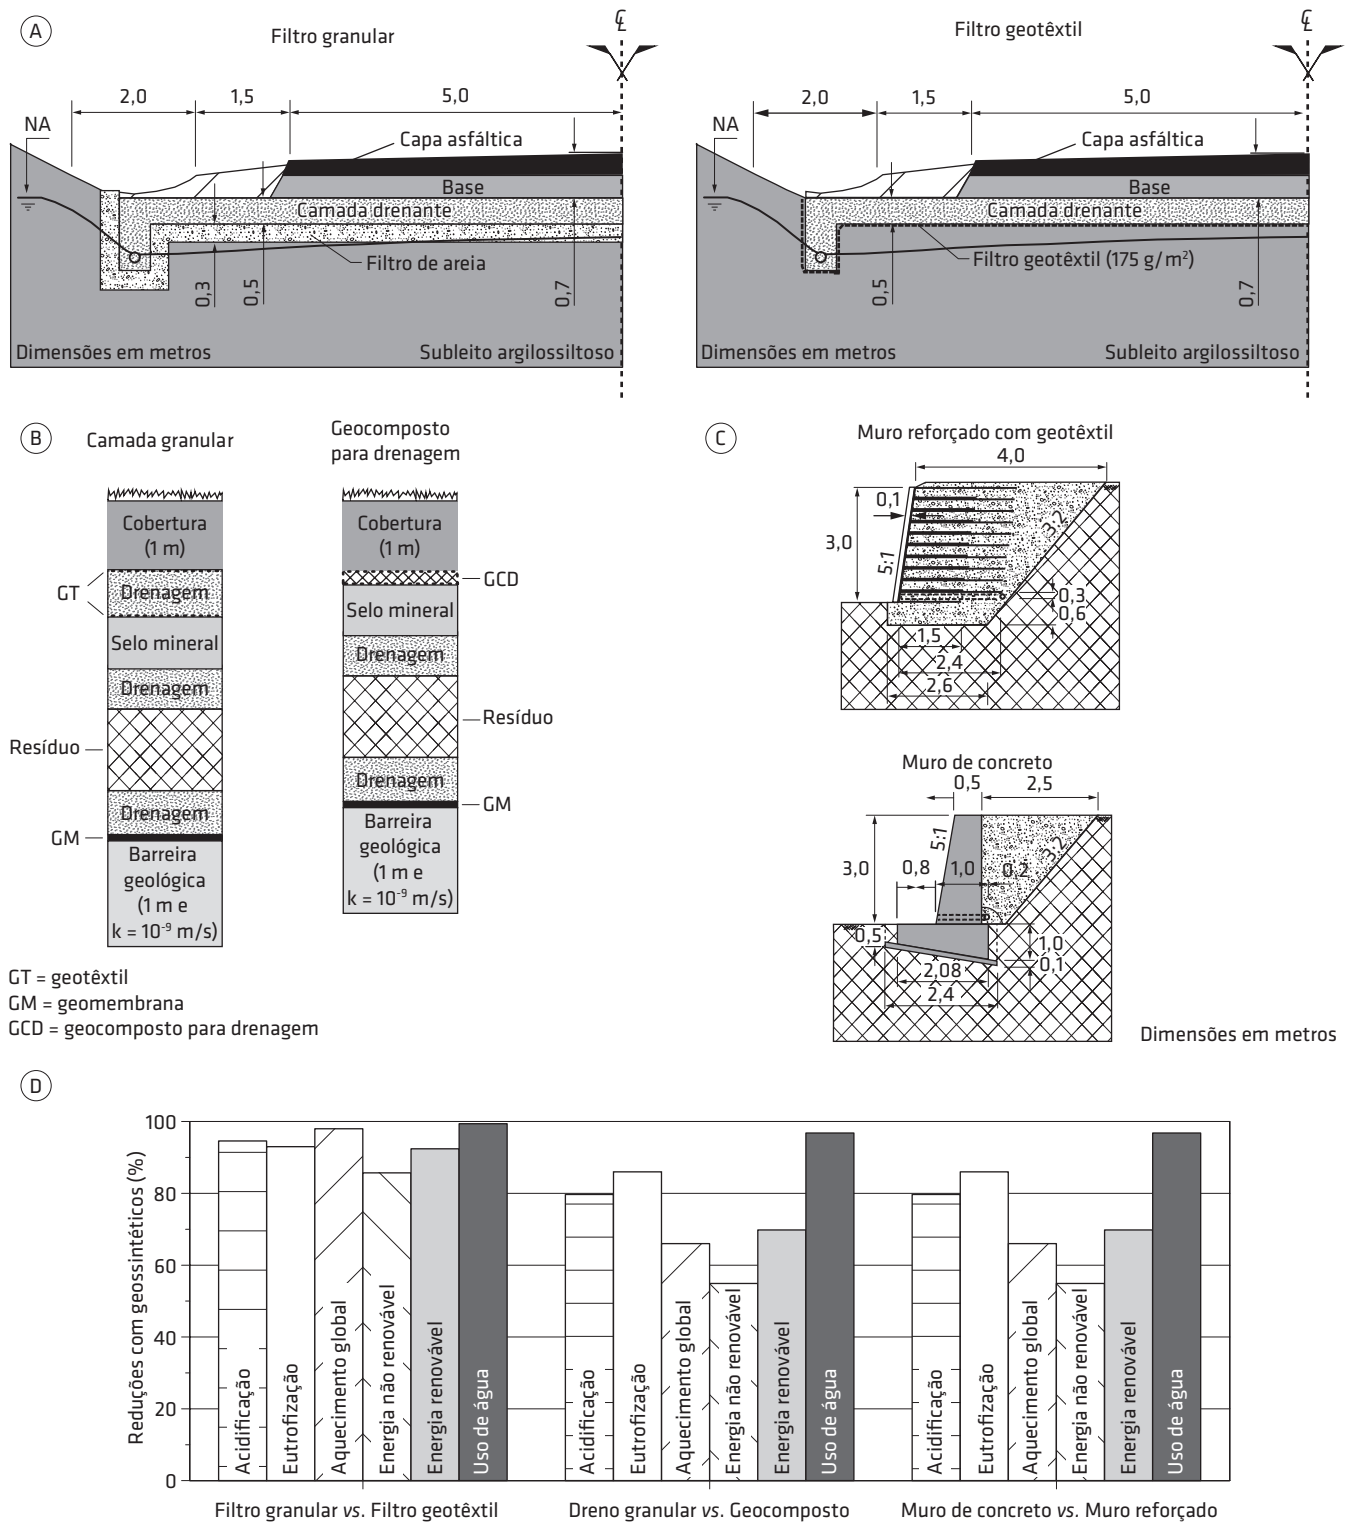 A
Filtro granular
℄
2,0
1,5
5,0
NA
Capa asfáltica
Base
Camada drenante
Filtro de areia
0,3
0,5
0,7
Dimensões em metros
Subleito argilossiltoso
Filtro geotêxtil
℄
2,0
1,5
5,0
NA
Capa asfáltica
Base
Camada drenante
Filtro geotêxtil (175 g/m²)
0,5
0,7
Dimensões em metros
Subleito argilossiltoso
B
Camada granular
Cobertura
(1 m)
GT
Drenagem
Selo mineral
Drenagem
Resíduo
Drenagem
GM
Barreira
geológica
(1 m e
k = 10⁻⁹ m/s)
Geocomposto
para drenagem
Cobertura
(1 m)
GCD
Selo mineral
Drenagem
Resíduo
Drenagem
GM
Barreira
geológica
(1 m e
k = 10⁻⁹ m/s)
GT = geotêxtil
GM = geomembrana
GCD = geocomposto para drenagem
C
Muro reforçado com geotêxtil
4,0
0,1
3,0
5:1
3:2
0,3
0,6
1,5
2,4
2,6
Muro de concreto
0,5
2,5
5:1
3:2
3,0
0,8
1,0
0,2
0,5
1,0
0,1
2,08
2,4
Dimensões em metros
D
Reduções com geossintéticos (%)
100
80
60
40
20
0
Acidificação
Eutrofização
Aquecimento global
Energia não renovável
Energia renovável
Uso de água
Acidificação
Eutrofização
Aquecimento global
Energia não renovável
Energia renovável
Uso de água
Acidificação
Eutrofização
Aquecimento global
Energia não renovável
Energia renovável
Uso de água
Filtro granular vs. Filtro geotêxtil
Dreno granular vs. Geocomposto
Muro de concreto vs. Muro reforçado